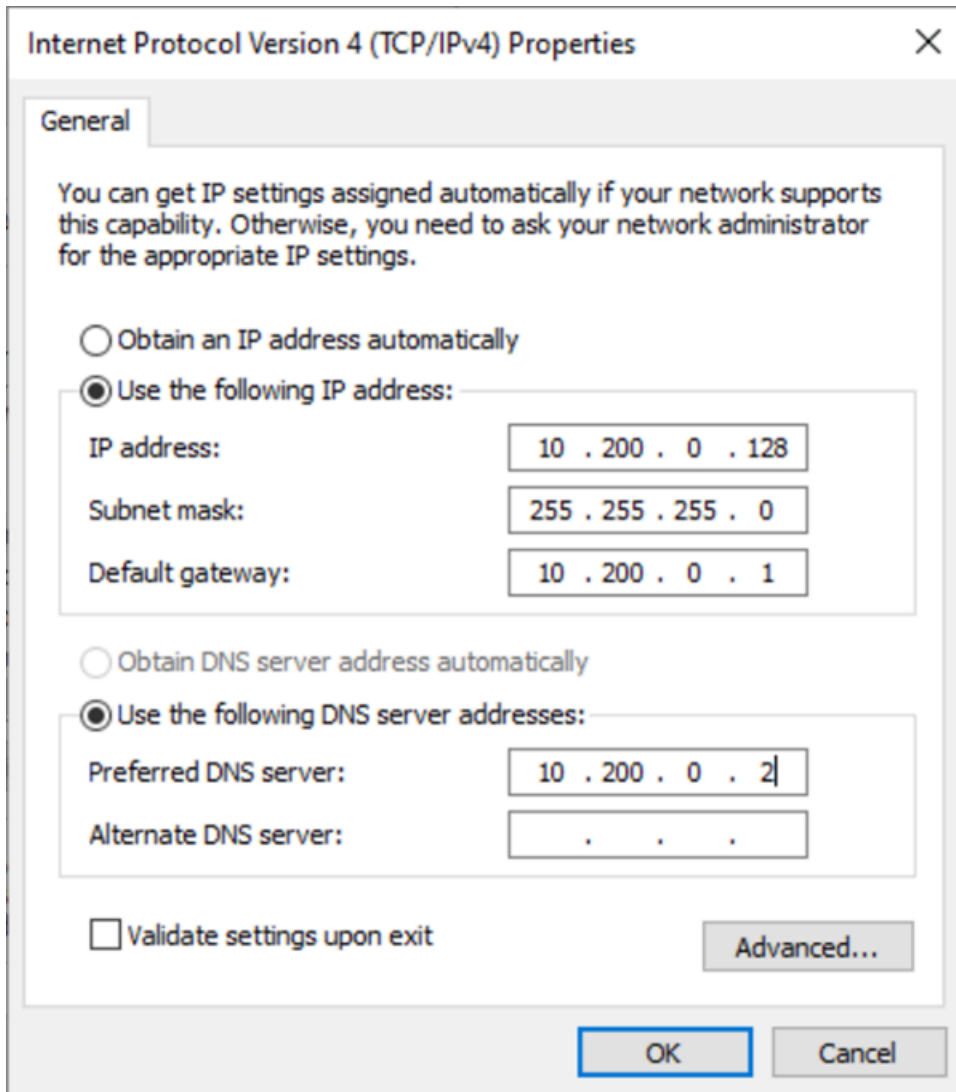 Internet Protocol Version 4 (TCP/IPv4) Properties
General
You can get IP settings assigned automatically if your network supports
this capability. Otherwise, you need to ask your network administrator
for the appropriate IP settings.
Obtain an IP address automatically
Use the following IP address:
IP address: 10 . 200 . 0 . 128
Subnet mask: 255 . 255 . 255 . 0
Default gateway: 10 . 200 . 0 . 1
Obtain DNS server address automatically
Use the following DNS server addresses:
Preferred DNS server: 10 . 200 . 0 . 2
Alternate DNS server: . . .
Validate settings upon exit
Advanced...
OK Cancel